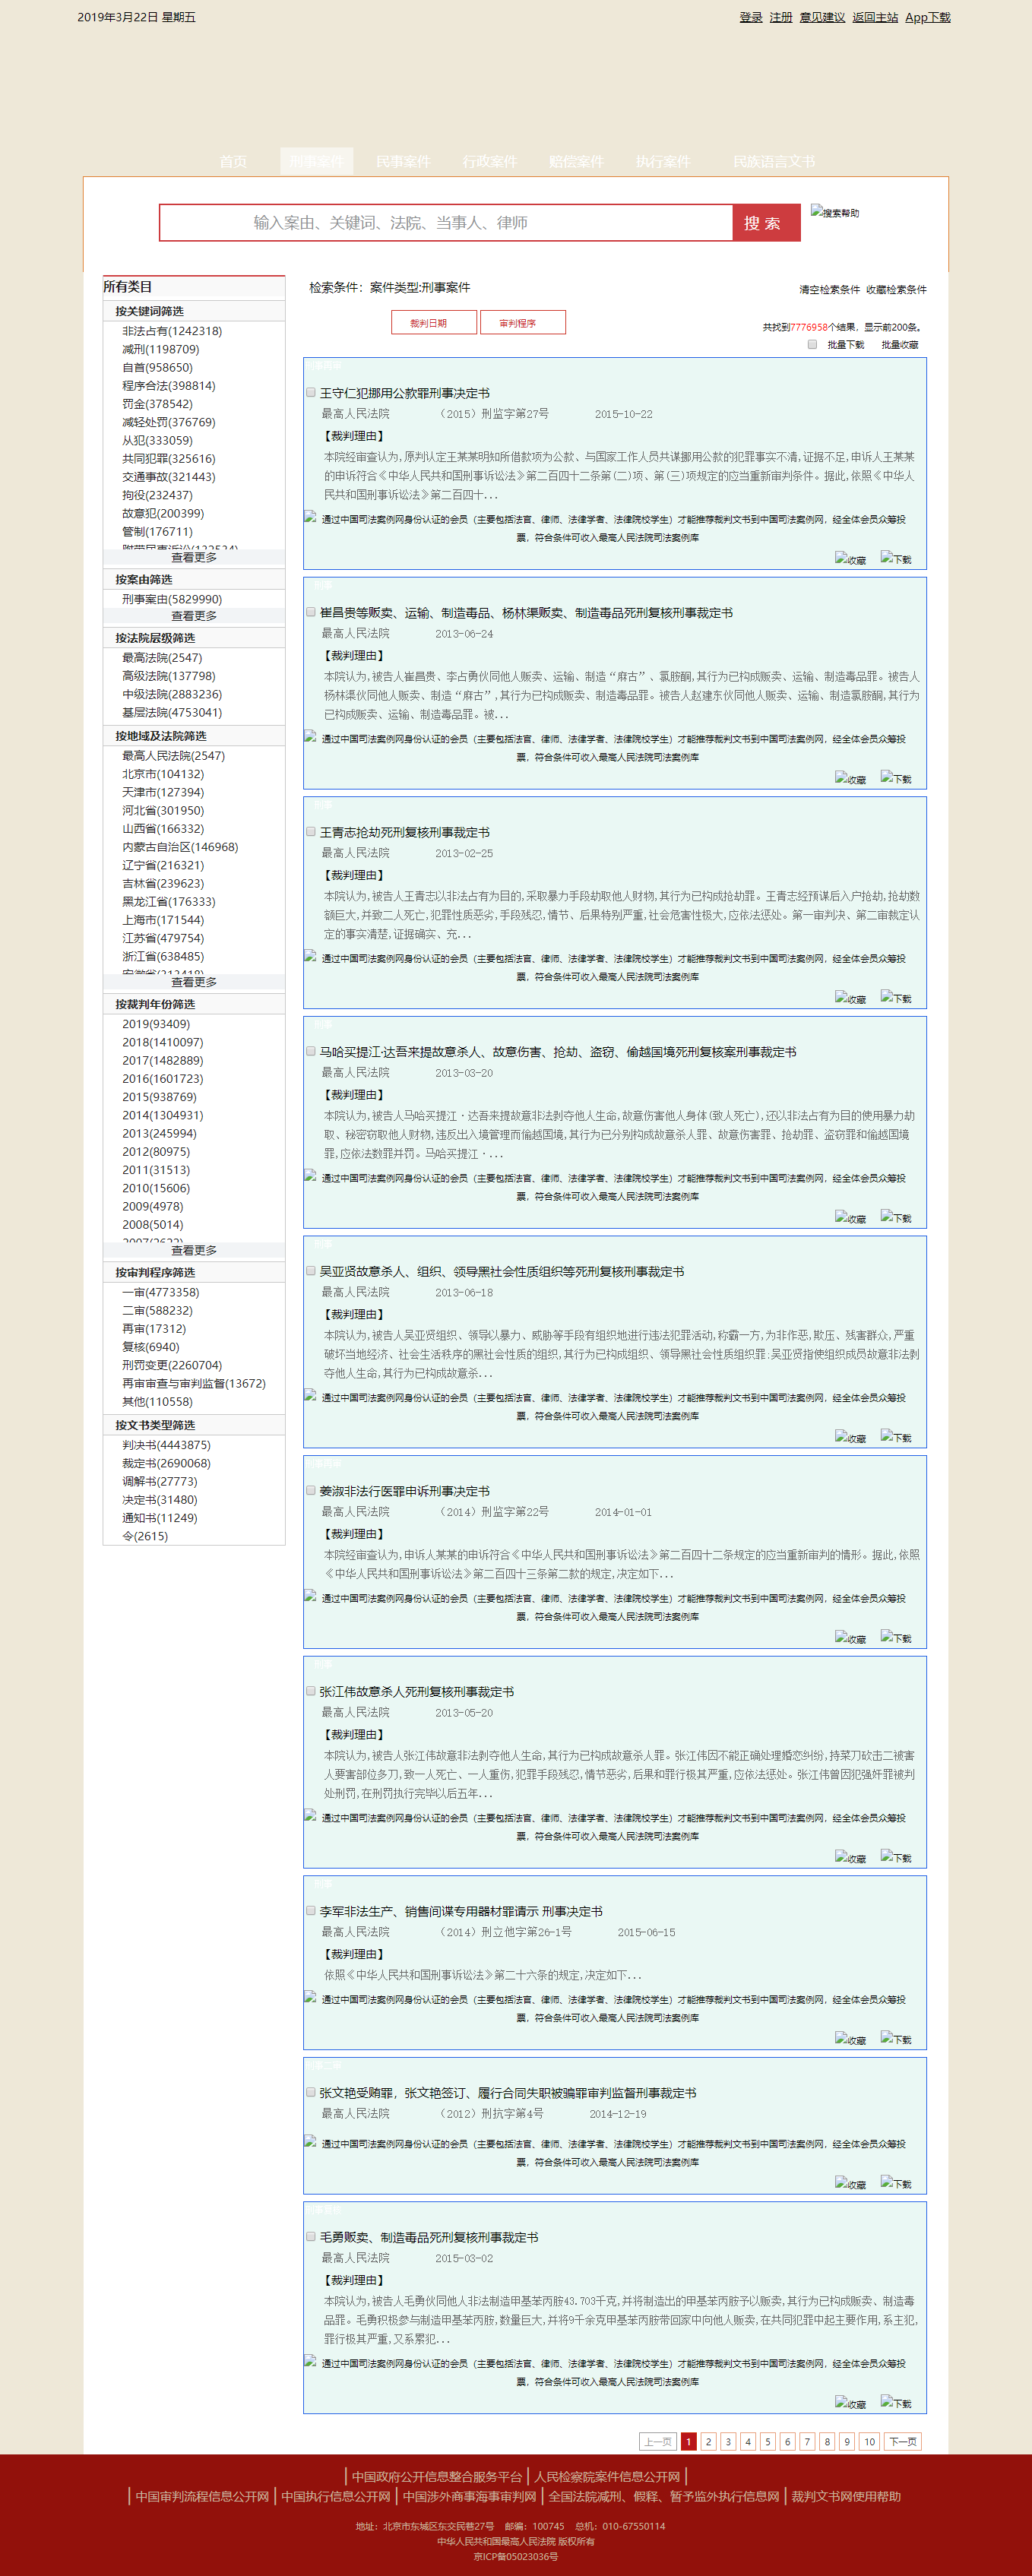 2019年3月22日 星期五
登录 注册 意见建议 返回主站 App下载
首页 刑事案件 民事案件 行政案件 赔偿案件 执行案件 民族语言文书
输入案由、关键词、法院、当事人、律师
搜 索
搜索帮助
所有类目
按关键词筛选
非法占有(1242318)
减刑(1198709)
自首(958650)
程序合法(398814)
罚金(378542)
减轻处罚(376769)
从犯(333059)
共同犯罪(325616)
交通事故(321443)
拘役(232437)
故意犯(200399)
管制(176711)
查看更多
按案由筛选
刑事案由(5829990)
查看更多
按法院层级筛选
最高法院(2547)
高级法院(137798)
中级法院(2883236)
基层法院(4753041)
按地域及法院筛选
最高人民法院(2547)
北京市(104132)
天津市(127394)
河北省(301950)
山西省(166332)
内蒙古自治区(146968)
辽宁省(216321)
吉林省(239623)
黑龙江省(176333)
上海市(171544)
江苏省(479754)
浙江省(638485)
查看更多
按裁判年份筛选
2019(93409)
2018(1410097)
2017(1482889)
2016(1601723)
2015(938769)
2014(1304931)
2013(245994)
2012(80975)
2011(31513)
2010(15606)
2009(4978)
2008(5014)
查看更多
按审判程序筛选
一审(4773358)
二审(588232)
再审(17312)
复核(6940)
刑罚变更(2260704)
再审审查与审判监督(13672)
其他(110558)
按文书类型筛选
判决书(4443875)
裁定书(2690068)
调解书(27773)
决定书(31480)
通知书(11249)
令(2615)
检索条件：案件类型:刑事案件
清空检索条件 收藏检索条件
裁判日期 审判程序
共找到7776958个结果，显示前200条。
批量下载 批量收藏
王守仁犯挪用公款罪刑事决定书
最高人民法院 （2015）刑监字第27号 2015-10-22
【裁判理由】
本院经审查认为,原判认定王某某明知所借款项为公款、与国家工作人员共谋挪用公款的犯罪事实不清,证据不足,申诉人王某某
的申诉符合《中华人民共和国刑事诉讼法》第二百四十二条第(二)项、第(三)项规定的应当重新审判条件。据此,依照《中华人
民共和国刑事诉讼法》第二百四十...
通过中国司法案例网身份认证的会员（主要包括法官、律师、法律学者、法律院校学生）才能推荐裁判文书到中国司法案例网，经全体会员众筹投
票，符合条件可收入最高人民法院司法案例库
收藏 下载
刑事
崔昌贵等贩卖、运输、制造毒品、杨林渠贩卖、制造毒品死刑复核刑事裁定书
最高人民法院 2013-06-24
【裁判理由】
本院认为,被告人崔昌贵、李占勇伙同他人贩卖、运输、制造“麻古”、氯胺酮,其行为已构成贩卖、运输、制造毒品罪。被告人
杨林渠伙同他人贩卖、制造“麻古”,其行为已构成贩卖、制造毒品罪。被告人赵建东伙同他人贩卖、运输、制造氯胺酮,其行为
已构成贩卖、运输、制造毒品罪。被...
通过中国司法案例网身份认证的会员（主要包括法官、律师、法律学者、法律院校学生）才能推荐裁判文书到中国司法案例网，经全体会员众筹投
票，符合条件可收入最高人民法院司法案例库
收藏 下载
刑事
王青志抢劫死刑复核刑事裁定书
最高人民法院 2013-02-25
【裁判理由】
本院认为,被告人王青志以非法占有为目的,采取暴力手段劫取他人财物,其行为已构成抢劫罪。王青志经预谋后入户抢劫,抢劫数
额巨大,并致二人死亡,犯罪性质恶劣,手段残忍,情节、后果特别严重,社会危害性极大,应依法惩处。第一审判决、第二审裁定认
定的事实清楚,证据确实、充...
通过中国司法案例网身份认证的会员（主要包括法官、律师、法律学者、法律院校学生）才能推荐裁判文书到中国司法案例网，经全体会员众筹投
票，符合条件可收入最高人民法院司法案例库
收藏 下载
刑事
马哈买提江·达吾来提故意杀人、故意伤害、抢劫、盗窃、偷越国境死刑复核案刑事裁定书
最高人民法院 2013-03-20
【裁判理由】
本院认为,被告人马哈买提江·达吾来提故意非法剥夺他人生命,故意伤害他人身体(致人死亡),还以非法占有为目的使用暴力劫
取、秘密窃取他人财物,违反出入境管理而偷越国境,其行为已分别构成故意杀人罪、故意伤害罪、抢劫罪、盗窃罪和偷越国境
罪,应依法数罪并罚。马哈买提江·...
通过中国司法案例网身份认证的会员（主要包括法官、律师、法律学者、法律院校学生）才能推荐裁判文书到中国司法案例网，经全体会员众筹投
票，符合条件可收入最高人民法院司法案例库
收藏 下载
刑事
吴亚贤故意杀人、组织、领导黑社会性质组织等死刑复核刑事裁定书
最高人民法院 2013-06-18
【裁判理由】
本院认为,被告人吴亚贤组织、领导以暴力、威胁等手段有组织地进行违法犯罪活动,称霸一方,为非作恶,欺压、残害群众,严重
破坏当地经济、社会生活秩序的黑社会性质的组织,其行为已构成组织、领导黑社会性质组织罪;吴亚贤指使组织成员故意非法剥
夺他人生命,其行为已构成故意杀...
通过中国司法案例网身份认证的会员（主要包括法官、律师、法律学者、法律院校学生）才能推荐裁判文书到中国司法案例网，经全体会员众筹投
票，符合条件可收入最高人民法院司法案例库
收藏 下载
姜淑非法行医罪申诉刑事决定书
最高人民法院 （2014）刑监字第22号 2014-01-01
【裁判理由】
本院经审查认为,申诉人某某的申诉符合《中华人民共和国刑事诉讼法》第二百四十二条规定的应当重新审判的情形。据此,依照
《中华人民共和国刑事诉讼法》第二百四十三条第二款的规定,决定如下...
通过中国司法案例网身份认证的会员（主要包括法官、律师、法律学者、法律院校学生）才能推荐裁判文书到中国司法案例网，经全体会员众筹投
票，符合条件可收入最高人民法院司法案例库
收藏 下载
刑事
张江伟故意杀人死刑复核刑事裁定书
最高人民法院 2013-05-20
【裁判理由】
本院认为,被告人张江伟故意非法剥夺他人生命,其行为已构成故意杀人罪。张江伟因不能正确处理婚恋纠纷,持菜刀砍击二被害
人要害部位多刀,致一人死亡、一人重伤,犯罪手段残忍,情节恶劣,后果和罪行极其严重,应依法惩处。张江伟曾因犯强奸罪被判
处刑罚,在刑罚执行完毕以后五年...
通过中国司法案例网身份认证的会员（主要包括法官、律师、法律学者、法律院校学生）才能推荐裁判文书到中国司法案例网，经全体会员众筹投
票，符合条件可收入最高人民法院司法案例库
收藏 下载
刑事
李军非法生产、销售间谍专用器材罪请示 刑事决定书
最高人民法院 （2014）刑立他字第26-1号 2015-06-15
【裁判理由】
依照《中华人民共和国刑事诉讼法》第二十六条的规定,决定如下...
通过中国司法案例网身份认证的会员（主要包括法官、律师、法律学者、法律院校学生）才能推荐裁判文书到中国司法案例网，经全体会员众筹投
票，符合条件可收入最高人民法院司法案例库
收藏 下载
张文艳受贿罪，张文艳签订、履行合同失职被骗罪审判监督刑事裁定书
最高人民法院 （2012）刑抗字第4号 2014-12-19
通过中国司法案例网身份认证的会员（主要包括法官、律师、法律学者、法律院校学生）才能推荐裁判文书到中国司法案例网，经全体会员众筹投
票，符合条件可收入最高人民法院司法案例库
收藏 下载
毛勇贩卖、制造毒品死刑复核刑事裁定书
最高人民法院 2015-03-02
【裁判理由】
本院认为,被告人毛勇伙同他人非法制造甲基苯丙胺43.703千克,并将制造出的甲基苯丙胺予以贩卖,其行为已构成贩卖、制造毒
品罪。毛勇积极参与制造甲基苯丙胺,数量巨大,并将9千余克甲基苯丙胺带回家中向他人贩卖,在共同犯罪中起主要作用,系主犯,
罪行极其严重,又系累犯...
通过中国司法案例网身份认证的会员（主要包括法官、律师、法律学者、法律院校学生）才能推荐裁判文书到中国司法案例网，经全体会员众筹投
票，符合条件可收入最高人民法院司法案例库
收藏 下载
上一页 1 2 3 4 5 6 7 8 9 10 下一页
| 中国政府公开信息整合服务平台 | 人民检察院案件信息公开网 |
| 中国审判流程信息公开网 | 中国执行信息公开网 | 中国涉外商事海事审判网 | 全国法院减刑、假释、暂予监外执行信息网 | 裁判文书网使用帮助
地址：北京市东城区东交民巷27号 邮编：100745 总机：010-67550114
中华人民共和国最高人民法院 版权所有
京ICP备05023036号